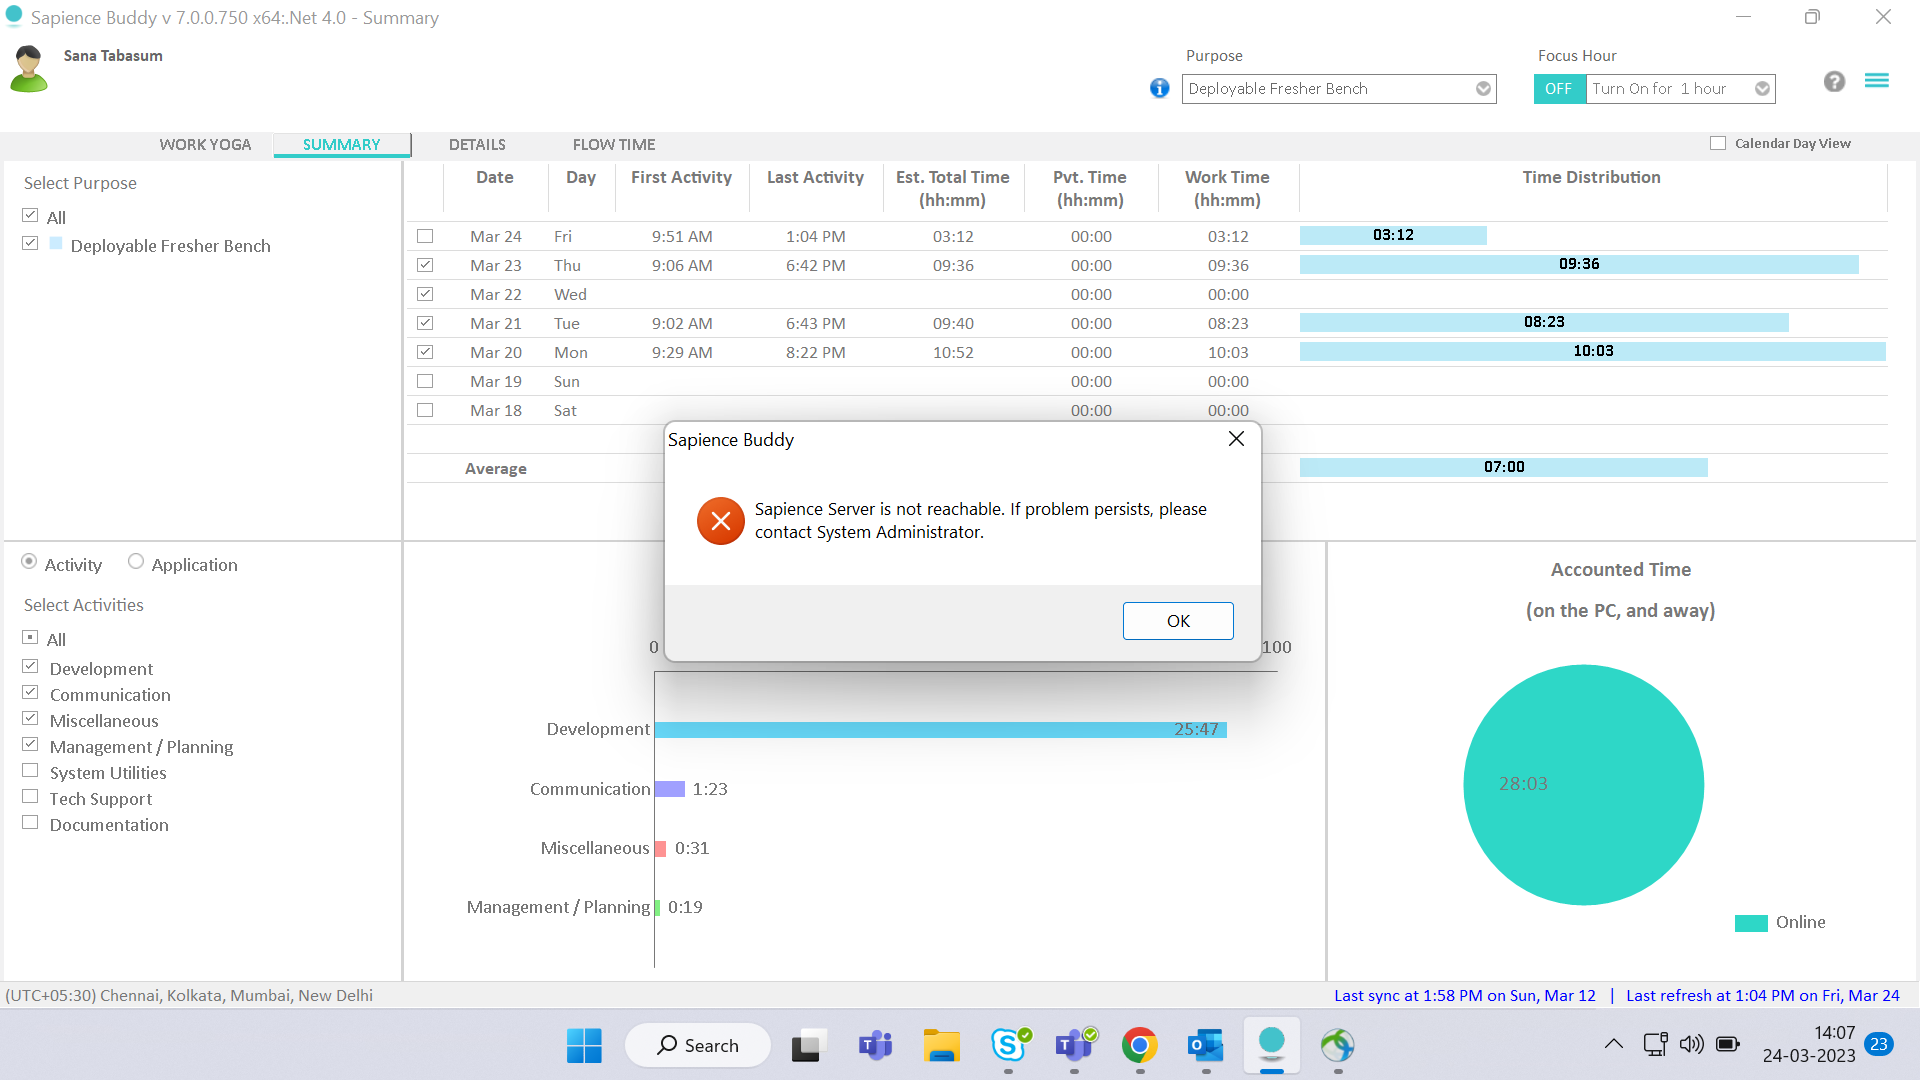 Sapience Buddy v 7.0.0.750 x64:.Net 4.0 - Summary
Sana Tabasum
Purpose
Deployable Fresher Bench
Focus Hour
OFF Turn On for 1 hour
WORK YOGA SUMMARY DETAILS FLOW TIME
Calendar Day View
Select Purpose
All
Deployable Fresher Bench
Date Day First Activity Last Activity Est. Total Time (hh:mm) Pvt. Time (hh:mm) Work Time (hh:mm) Time Distribution
Mar 24 Fri 9:51 AM 1:04 PM 03:12 00:00 03:12 03:12
Mar 23 Thu 9:06 AM 6:42 PM 09:36 00:00 09:36 09:36
Mar 22 Wed 00:00 00:00
Mar 21 Tue 9:02 AM 6:43 PM 09:40 00:00 08:23 08:23
Mar 20 Mon 9:29 AM 8:22 PM 10:52 00:00 10:03 10:03
Mar 19 Sun 00:00 00:00
Mar 18 Sat 00:00 00:00
Average 07:00
Sapience Buddy
Sapience Server is not reachable. If problem persists, please
contact System Administrator.
OK
Activity Application
Select Activities
All
Development
Communication
Miscellaneous
Management / Planning
System Utilities
Tech Support
Documentation
0 100
Development 25:47
Communication 1:23
Miscellaneous 0:31
Management / Planning 0:19
Accounted Time
(on the PC, and away)
28:03
Online
(UTC+05:30) Chennai, Kolkata, Mumbai, New Delhi
Last sync at 1:58 PM on Sun, Mar 12 | Last refresh at 1:04 PM on Fri, Mar 24
Search
14:07
24-03-2023
23